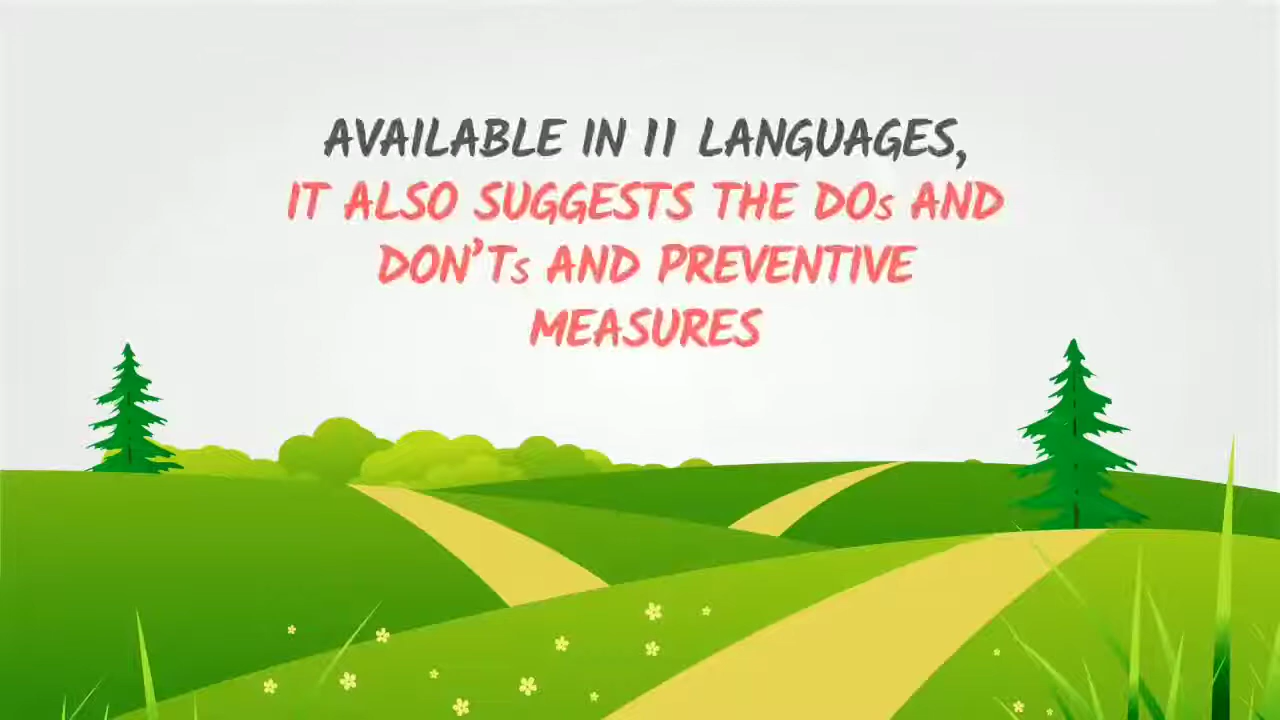 AVAILABLE IN 11 LANGUAGES,
IT ALSO SUGGESTS THE DOs AND
DON'Ts AND PREVENTIVE
MEASURES